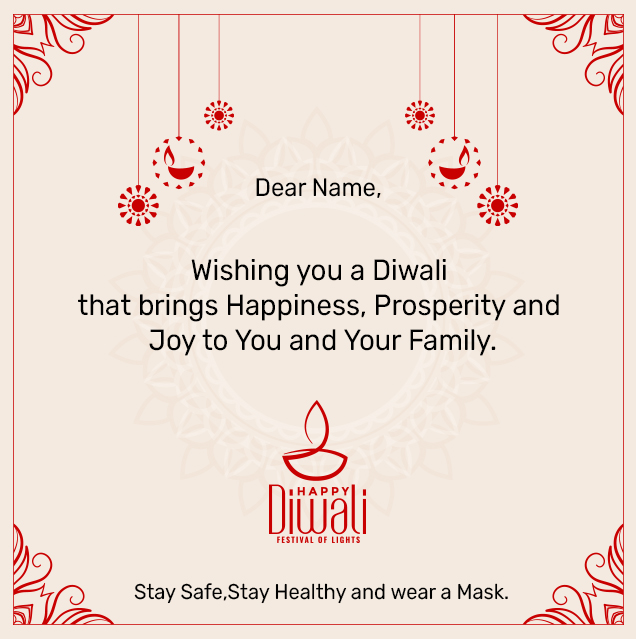 Dear Name,
Wishing you a Diwali
that brings Happiness, Prosperity and
Joy to You and Your Family.
HAPPY
Diwali
FESTIVAL OF LIGHTS
Stay Safe,Stay Healthy and wear a Mask.